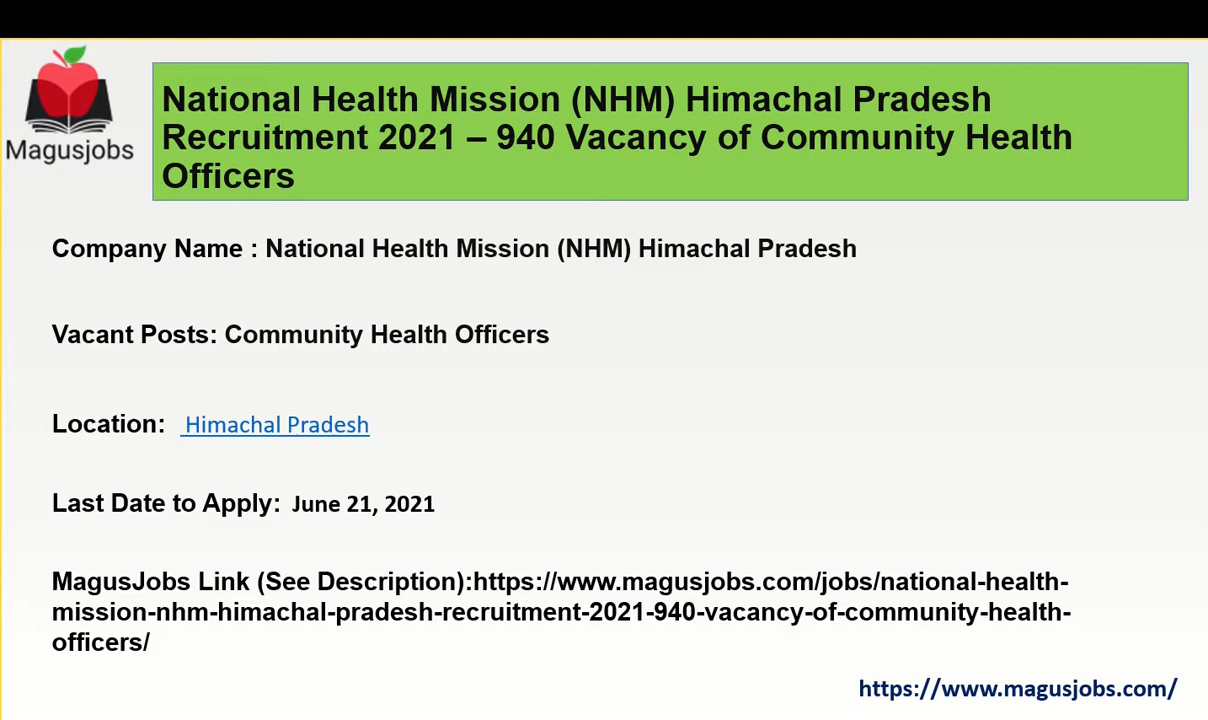 Magusjobs
National Health Mission (NHM) Himachal Pradesh
Recruitment 2021 – 940 Vacancy of Community Health
Officers
Company Name : National Health Mission (NHM) Himachal Pradesh
Vacant Posts: Community Health Officers
Location: Himachal Pradesh
Last Date to Apply: June 21, 2021
MagusJobs Link (See Description):https://www.magusjobs.com/jobs/national-health-
mission-nhm-himachal-pradesh-recruitment-2021-940-vacancy-of-community-health-
officers/
https://www.magusjobs.com/